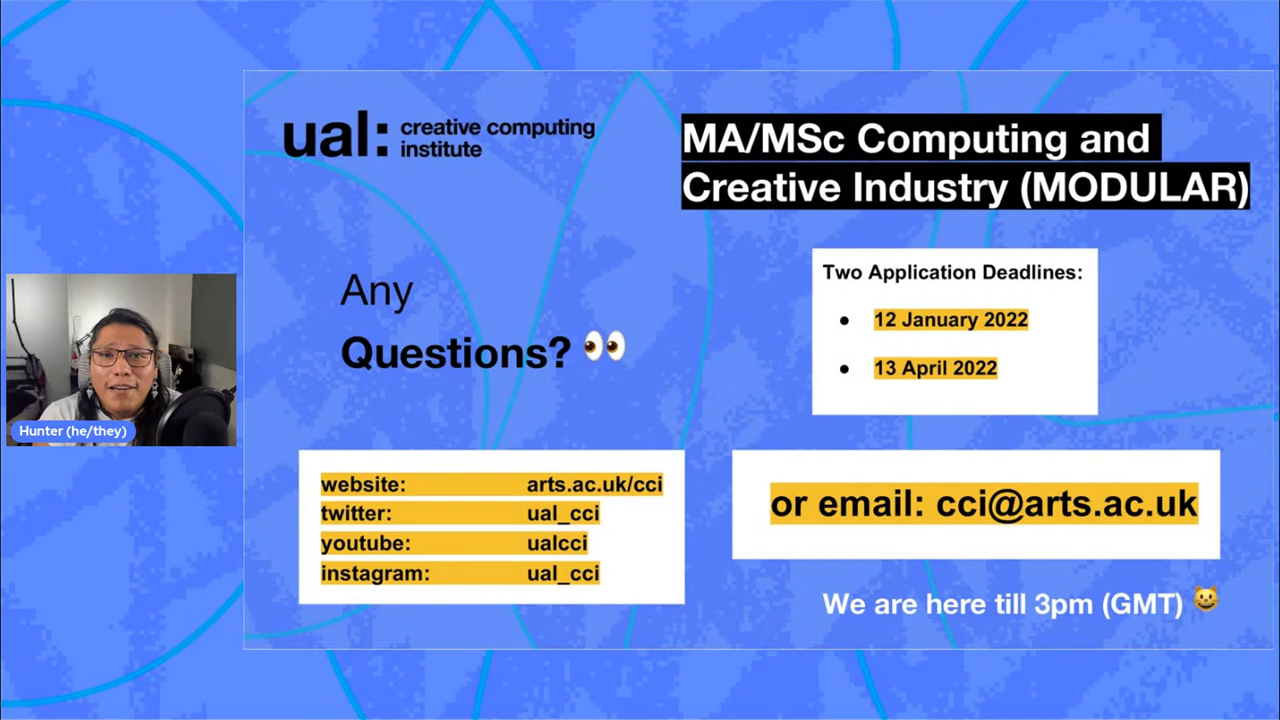 ual: creative computing
institute
MA/MSc Computing and
Creative Industry (MODULAR)
Any
Questions?
Two Application Deadlines:
12 January 2022
13 April 2022
Hunter (he/they)
website: arts.ac.uk/cci
twitter: ual_cci
youtube: ualcci
instagram: ual_cci
or email: cci@arts.ac.uk
We are here till 3pm (GMT)